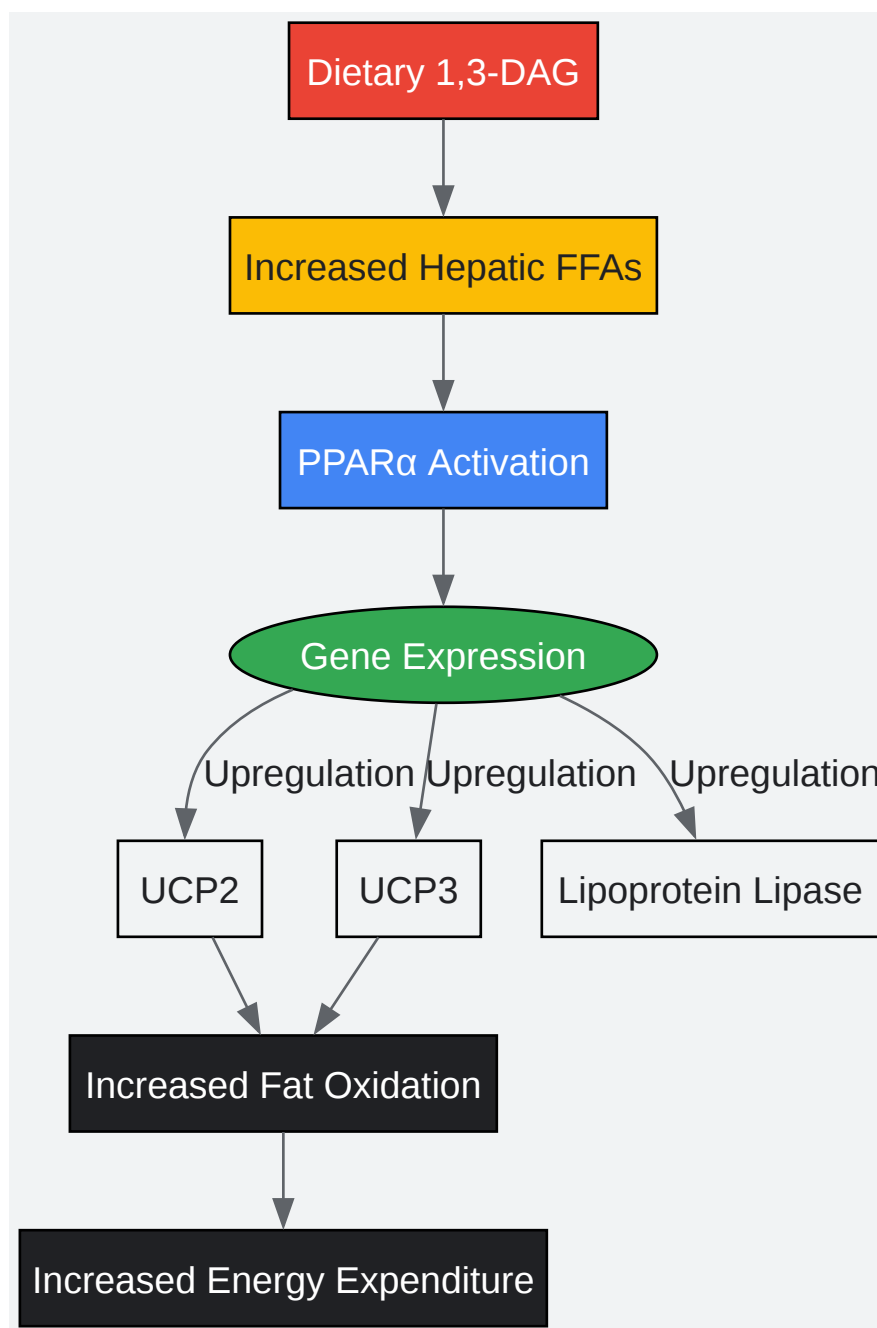 Dietary 1,3-DAG
Increased Hepatic FFAs
PPARα Activation
Gene Expression
Upregulation
Upregulation
Upregulation
UCP2
UCP3
Lipoprotein Lipase
Increased Fat Oxidation
Increased Energy Expenditure